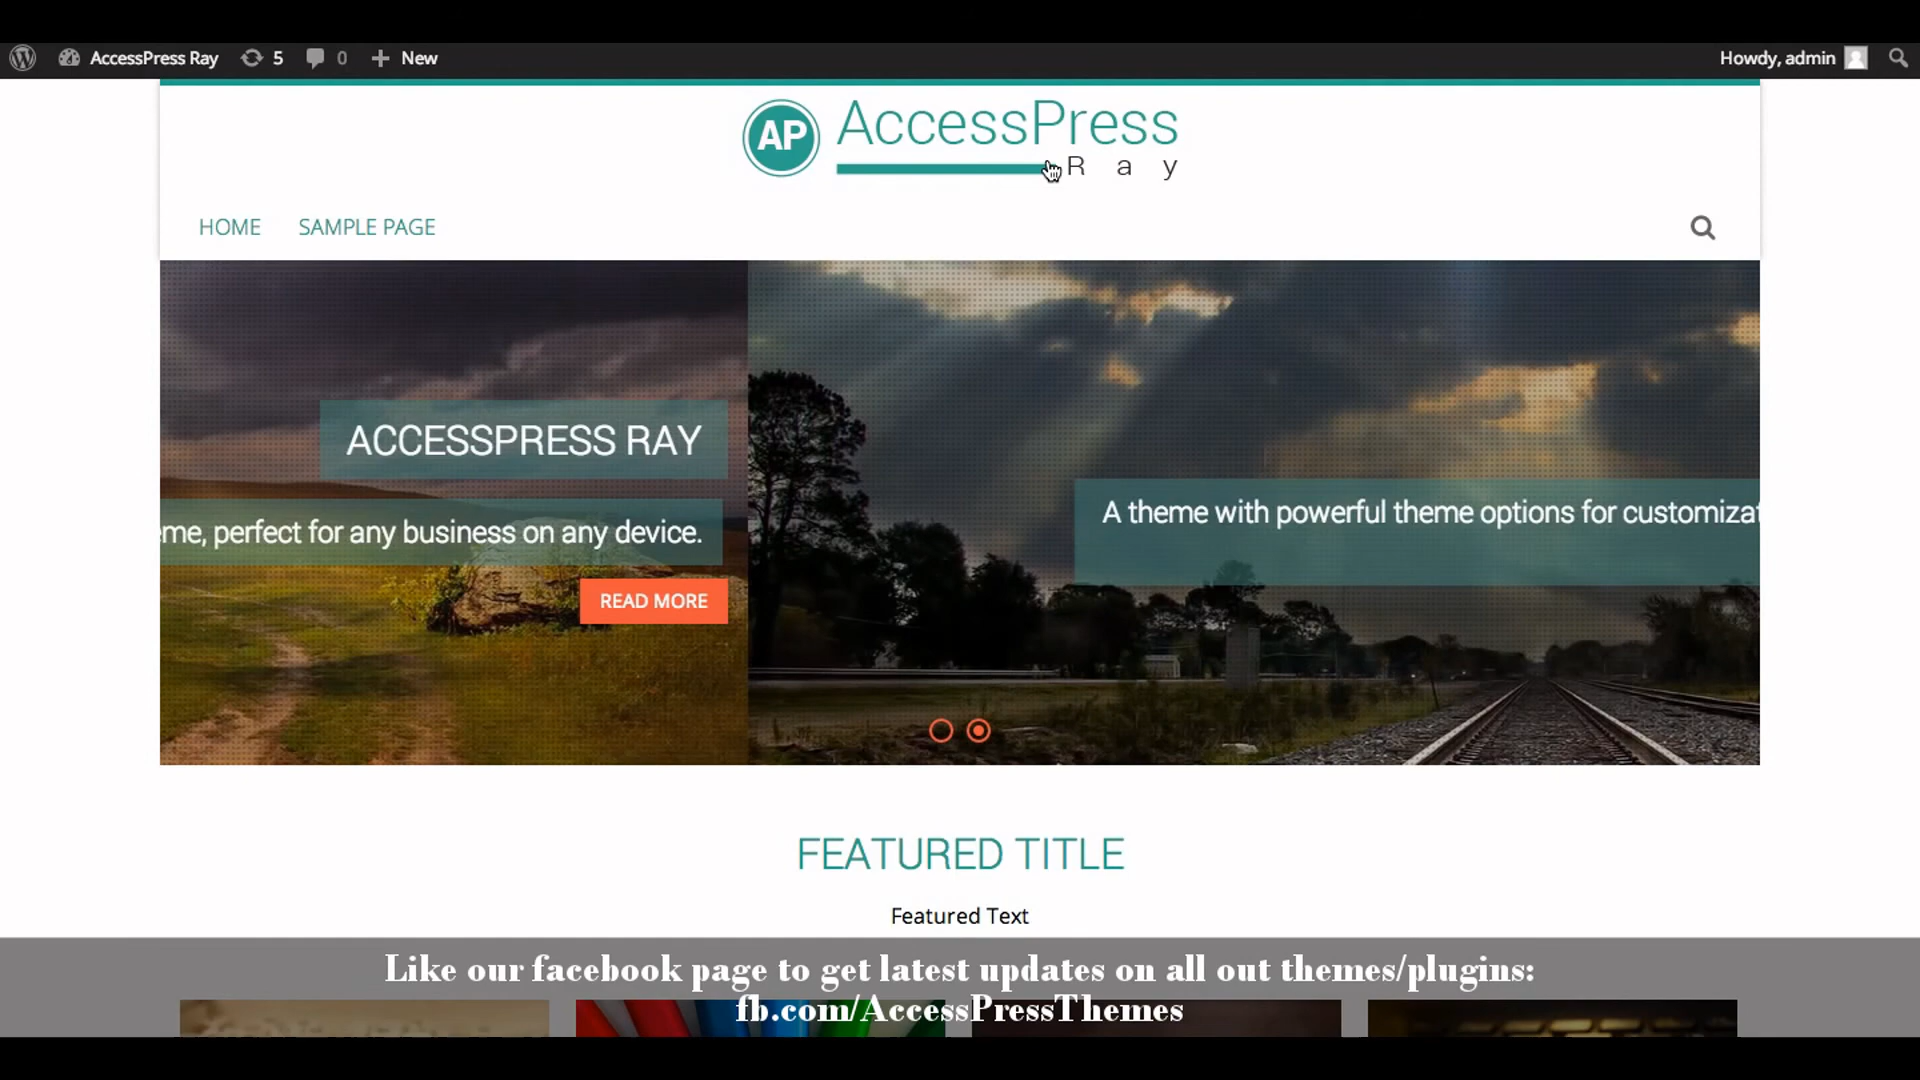 AccessPress Ray 5 0 New Howdy, admin
AP AccessPress
Ray
HOME SAMPLE PAGE
ACCESSPRESS RAY
me, perfect for any business on any device.
READ MORE
A theme with powerful theme options for customizat
FEATURED TITLE
Featured Text
Like our facebook page to get latest updates on all out themes/plugins:
fb.com/AccessPressThemes